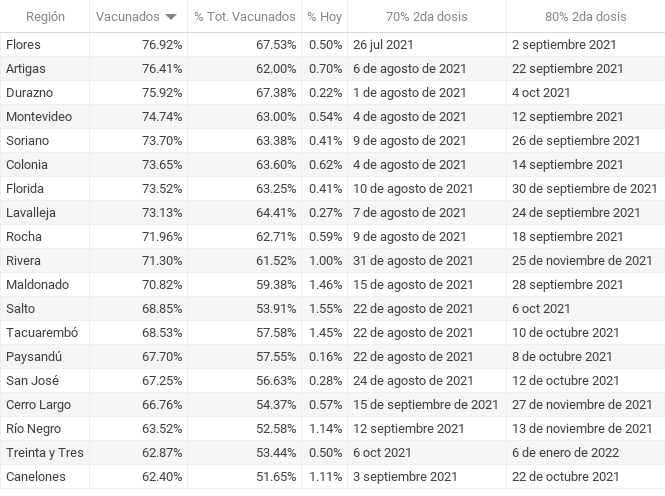 Región Vacunados % Tot. Vacunados % Hoy 70% 2da dosis 80% 2da dosis
Flores 76.92% 67.53% 0.50% 26 jul 2021 2 septiembre 2021
Artigas 76.41% 62.00% 0.70% 6 de agosto de 2021 22 septiembre 2021
Durazno 75.92% 67.38% 0.22% 1 de agosto de 2021 4 oct 2021
Montevideo 74.74% 63.00% 0.54% 4 de agosto de 2021 12 septiembre 2021
Soriano 73.70% 63.38% 0.41% 9 de agosto de 2021 26 de septiembre de 2021
Colonia 73.65% 63.60% 0.62% 4 de agosto de 2021 14 septiembre 2021
Florida 73.52% 63.25% 0.41% 10 de agosto de 2021 30 de septiembre de 2021
Lavalleja 73.13% 64.41% 0.27% 7 de agosto de 2021 24 de septiembre de 2021
Rocha 71.96% 62.71% 0.59% 9 de agosto de 2021 18 septiembre 2021
Rivera 71.30% 61.52% 1.00% 31 de agosto de 2021 25 de noviembre de 2021
Maldonado 70.82% 59.38% 1.46% 15 de agosto de 2021 28 septiembre 2021
Salto 68.85% 53.91% 1.55% 22 de agosto de 2021 6 oct 2021
Tacuarembó 68.53% 57.58% 1.45% 22 de agosto de 2021 10 de octubre 2021
Paysandú 67.70% 57.55% 0.16% 22 de agosto de 2021 8 de octubre 2021
San José 67.25% 56.63% 0.28% 24 de agosto de 2021 12 de octubre 2021
Cerro Largo 66.76% 54.37% 0.57% 15 de septiembre de 2021 27 de noviembre de 2021
Río Negro 63.52% 52.58% 1.14% 12 septiembre 2021 13 de noviembre de 2021
Treinta y Tres 62.87% 53.44% 0.50% 6 oct 2021 6 de enero de 2022
Canelones 62.40% 51.65% 1.11% 3 septiembre 2021 22 de octubre 2021